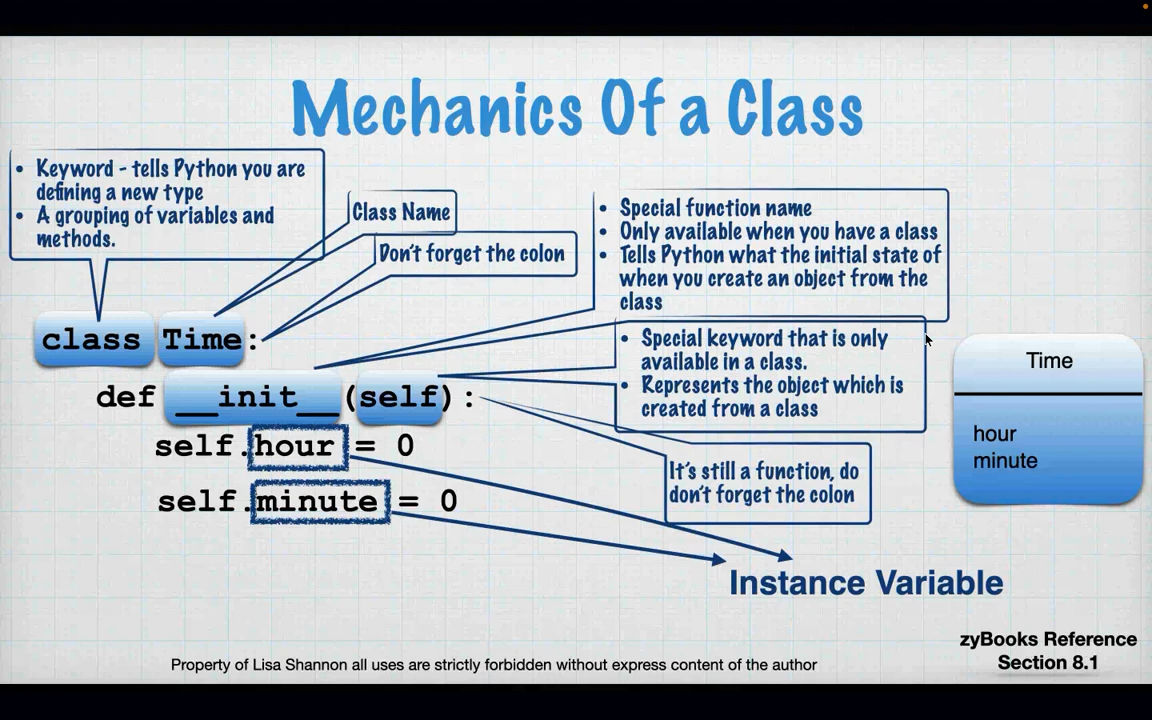 Mechanics Of a Class
• Keyword - tells Python you are
defining a new type
• A grouping of variables and
methods.
Class Name
Don't forget the colon
• Special function name
• Only available when you have a class
• Tells Python what the initial state of
when you create an object from the
class
class Time:
• Special keyword that is only
available in a class.
• Represents the object which is
created from a class
def __init__(self):
self.hour = 0
self.minute = 0
It's still a function, do
don't forget the colon
Instance Variable
Time
hour
minute
zyBooks Reference
Section 8.1
Property of Lisa Shannon all uses are strictly forbidden without express content of the author